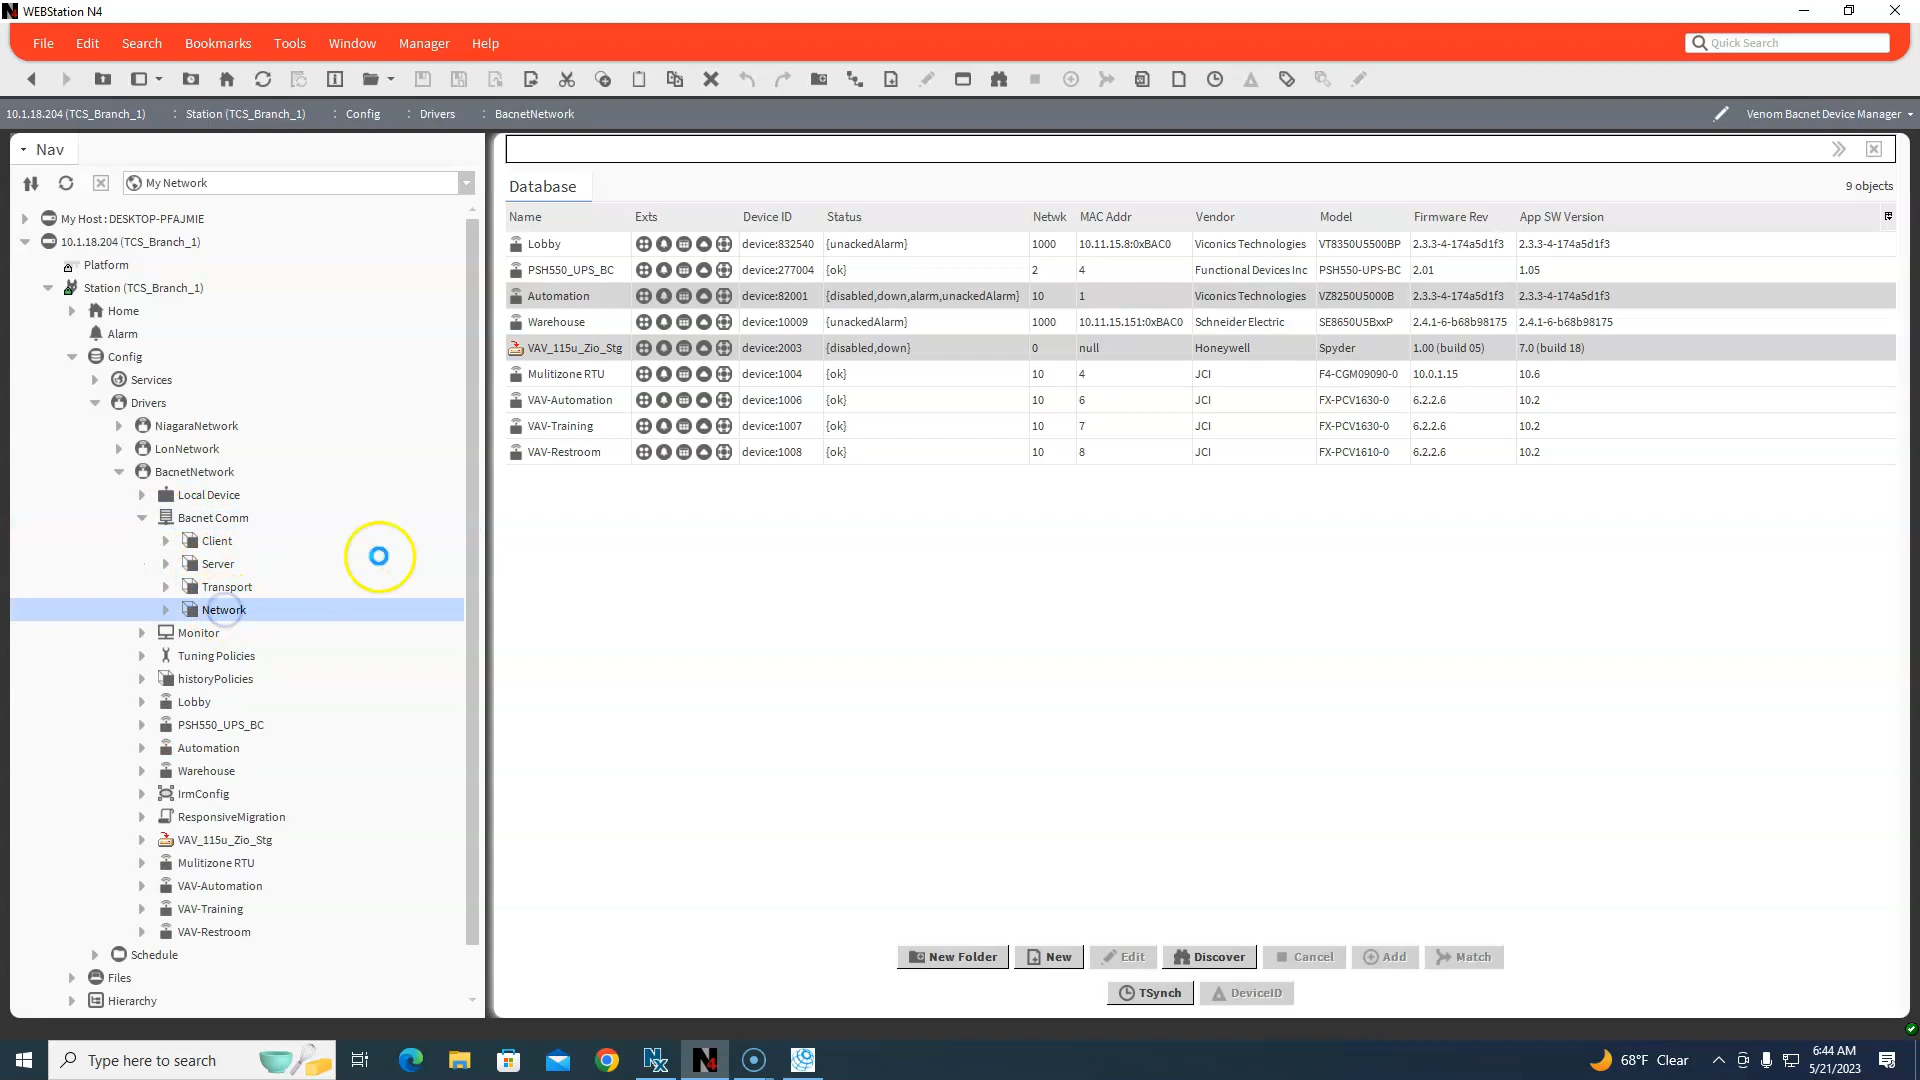 WEBStation N4
File Edit Search Bookmarks Tools Window Manager Help
Quick Search
10.1.18.204 (TCS_Branch_1) : Station (TCS_Branch_1) : Config : Drivers : BacnetNetwork
Venom Bacnet Device Manager
Nav
My Network
My Host : DESKTOP-PFAJMIE
10.1.18.204 (TCS_Branch_1)
Platform
Station (TCS_Branch_1)
Home
Alarm
Config
Services
Drivers
NiagaraNetwork
LonNetwork
BacnetNetwork
Local Device
Bacnet Comm
Client
Server
Transport
Network
Monitor
Tuning Policies
historyPolicies
Lobby
PSH550_UPS_BC
Automation
Warehouse
IrmConfig
ResponsiveMigration
VAV_115u_Zio_Stg
Mulitizone RTU
VAV-Automation
VAV-Training
VAV-Restroom
Schedule
Files
Hierarchy
Database
9 objects
Name Exts Device ID Status Netwk MAC Addr Vendor Model Firmware Rev App SW Version
Lobby device:832540 {unackedAlarm} 1000 10.11.15.8:0xBAC0 Viconics Technologies VT8350U5500BP 2.3.3-4-174a5d1f3 2.3.3-4-174a5d1f3
PSH550_UPS_BC device:277004 {ok} 2 4 Functional Devices Inc PSH550-UPS-BC 2.01 1.05
Automation device:82001 {disabled,down,alarm,unackedAlarm} 10 1 Viconics Technologies VZ8250U5000B 2.3.3-4-174a5d1f3 2.3.3-4-174a5d1f3
Warehouse device:10009 {unackedAlarm} 1000 10.11.15.151:0xBAC0 Schneider Electric SE8650U5BxxP 2.4.1-6-b68b98175 2.4.1-6-b68b98175
VAV_115u_Zio_Stg device:2003 {disabled,down} 0 null Honeywell Spyder 1.00 (build 05) 7.0 (build 18)
Mulitizone RTU device:1004 {ok} 10 4 JCI F4-CGM09090-0 10.0.1.15 10.6
VAV-Automation device:1006 {ok} 10 6 JCI FX-PCV1630-0 6.2.2.6 10.2
VAV-Training device:1007 {ok} 10 7 JCI FX-PCV1630-0 6.2.2.6 10.2
VAV-Restroom device:1008 {ok} 10 8 JCI FX-PCV1610-0 6.2.2.6 10.2
New Folder New Edit Discover Cancel Add Match
TSynch DeviceID
Type here to search
68°F Clear
6:44 AM
5/21/2023